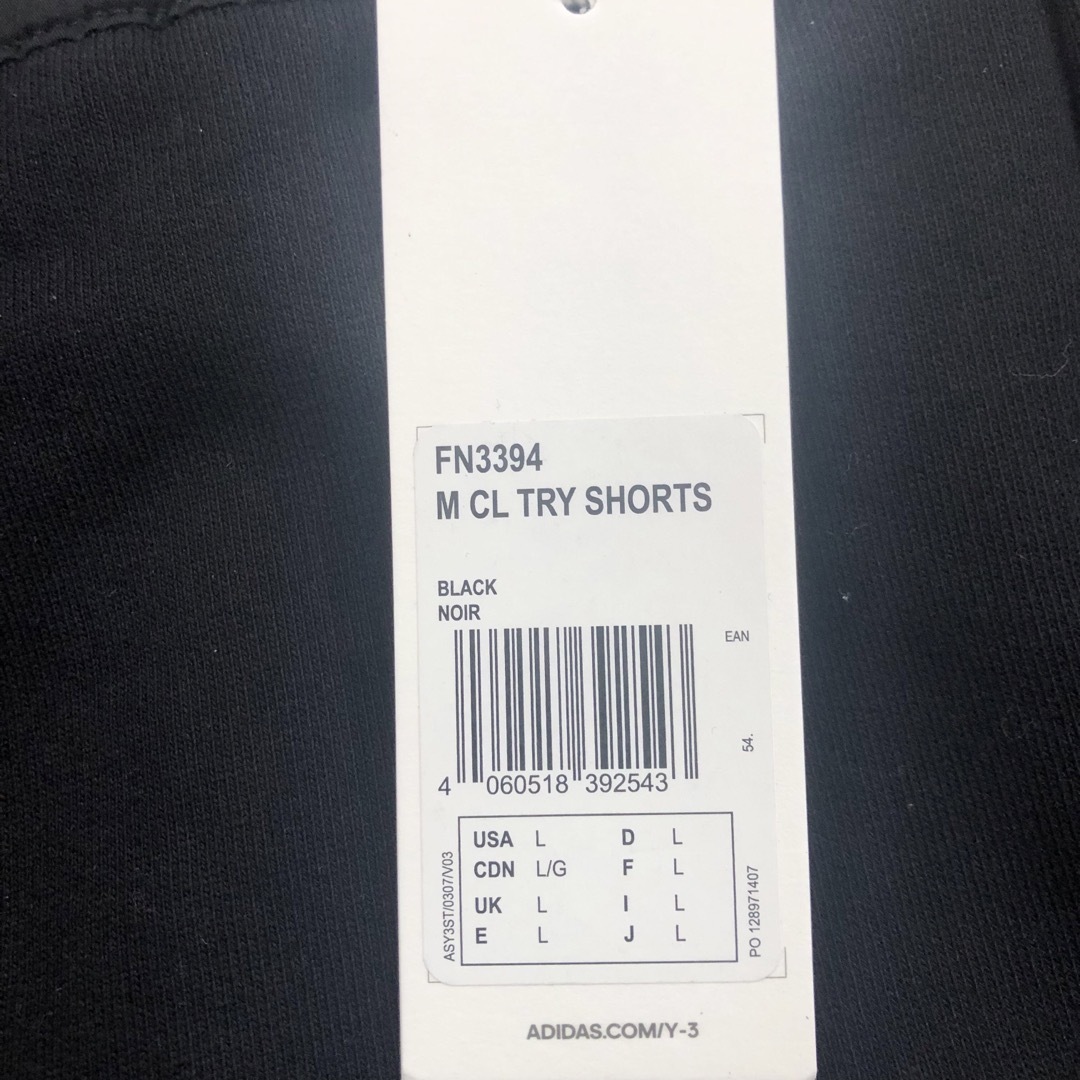 FN3394
M CL TRY SHORTS
BLACK
NOIR
EAN
54.
4 060518 392543
ASY3ST/0307/V03
USA L D L
CDN L/G F L
UK L I L
E L J L
PO 128971407
ADIDAS.COM/Y-3